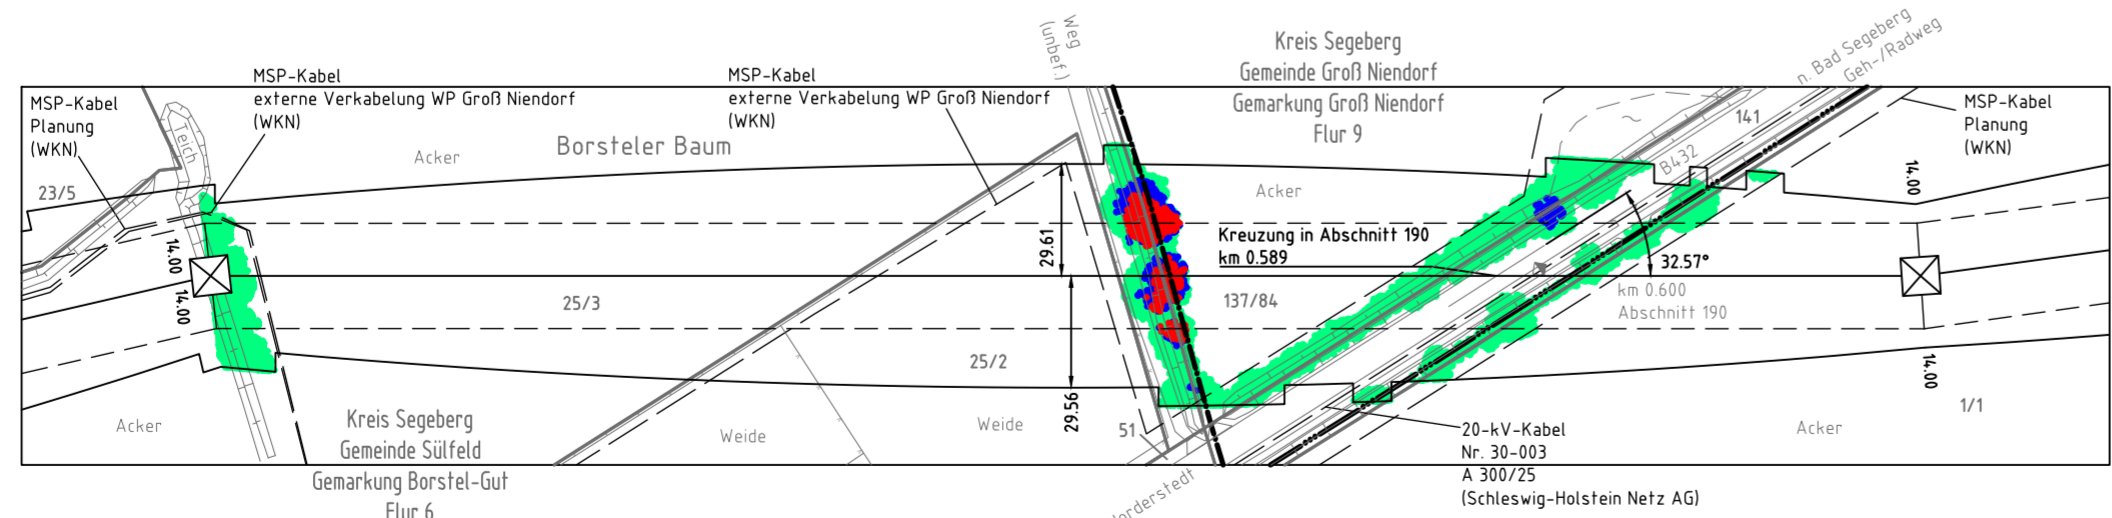 MSP-Kabel
Planung
(WKN)
MSP-Kabel
externe Verkabelung WP Groß Niendorf
(WKN)
MSP-Kabel
externe Verkabelung WP Groß Niendorf
(WKN)
Weg
(unbef.)
Kreis Segeberg
Gemeinde Groß Niendorf
Gemarkung Groß Niendorf
Flur 9
n. Bad Segeberg
Geh-/Radweg
MSP-Kabel
Planung
(WKN)
Teich
Acker
Borsteler Baum
23/5
Acker
141
B432
14.00
14.00
14.00
29.61
Kreuzung in Abschnitt 190
km 0.589
32.57°
km 0.600
Abschnitt 190
25/3
137/84
25/2
29.56
14.00
1/1
Acker
Kreis Segeberg
Gemeinde Sülfeld
Gemarkung Borstel-Gut
Flur 6
Weide
Weide
51
20-kV-Kabel
Nr. 30-003
A 300/25
(Schleswig-Holstein Netz AG)
Acker